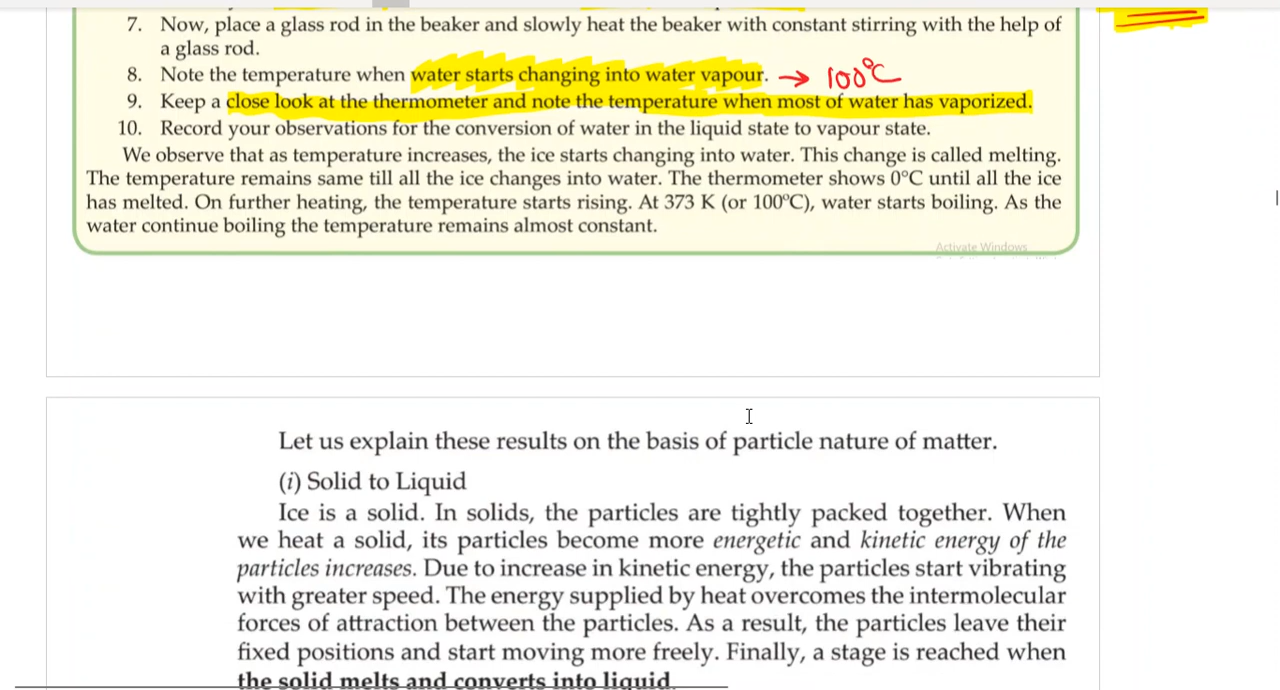 7. Now, place a glass rod in the beaker and slowly heat the beaker with constant stirring with the help of
a glass rod.
8. Note the temperature when water starts changing into water vapour. → 100°C
9. Keep a close look at the thermometer and note the temperature when most of water has vaporized.
10. Record your observations for the conversion of water in the liquid state to vapour state.
We observe that as temperature increases, the ice starts changing into water. This change is called melting.
The temperature remains same till all the ice changes into water. The thermometer shows 0°C until all the ice
has melted. On further heating, the temperature starts rising. At 373 K (or 100°C), water starts boiling. As the
water continue boiling the temperature remains almost constant.
Activate Windows
Let us explain these results on the basis of particle nature of matter.
(i) Solid to Liquid
Ice is a solid. In solids, the particles are tightly packed together. When
we heat a solid, its particles become more energetic and kinetic energy of the
particles increases. Due to increase in kinetic energy, the particles start vibrating
with greater speed. The energy supplied by heat overcomes the intermolecular
forces of attraction between the particles. As a result, the particles leave their
fixed positions and start moving more freely. Finally, a stage is reached when
the solid melts and converts into liquid.